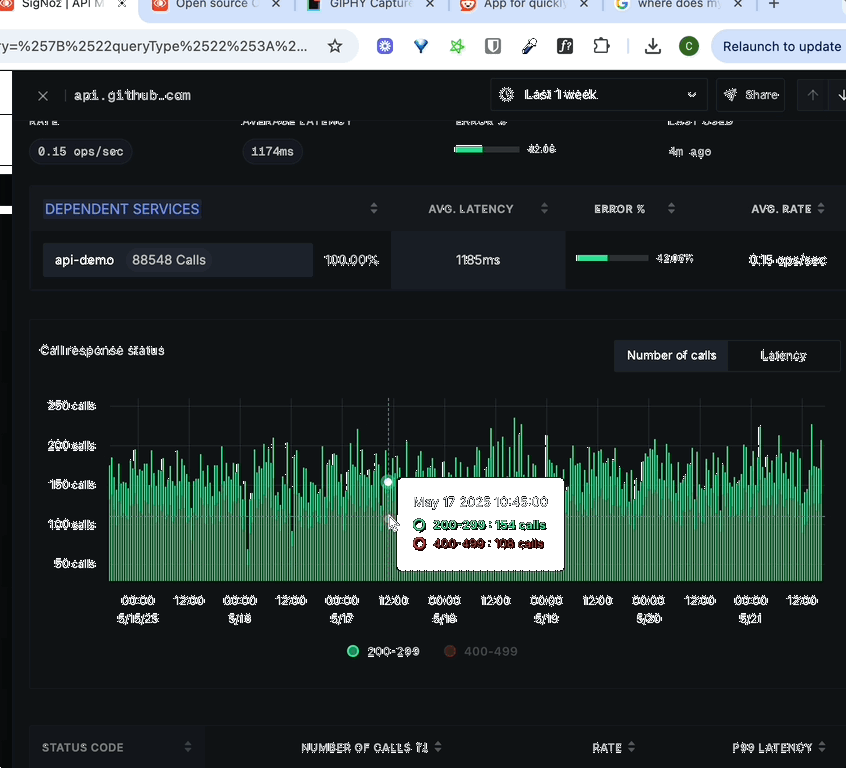 SigNoz | API M
Open source C
GIPHY Capture
App for quickly
where does my
ry=%257B%2522queryType%2522%253A%2...
Relaunch to update
api.github.com
Last 1 week
Share
RATE
AVERAGE LATENCY
ERROR %
LAST USED
0.15 ops/sec
1174ms
4m ago
DEPENDENT SERVICES
AVG. LATENCY
ERROR %
AVG. RATE
api-demo
88548 Calls
100.00%
1185ms
0.15 ops/sec
Call response status
Number of calls
Latency
250 calls
200 calls
150 calls
100 calls
50 calls
May 17 2025 10:45:00
200-299 : 154 calls
400-499 :
calls
00:00 12:00 00:00 12:00 00:00 12:00 00:00 12:00 00:00 12:00 00:00 12:00 00:00 12:00
5/15/25 5/16 5/17 5/18 5/19 5/20 5/21
200-299 400-499
STATUS CODE
NUMBER OF CALLS
RATE
P99 LATENCY